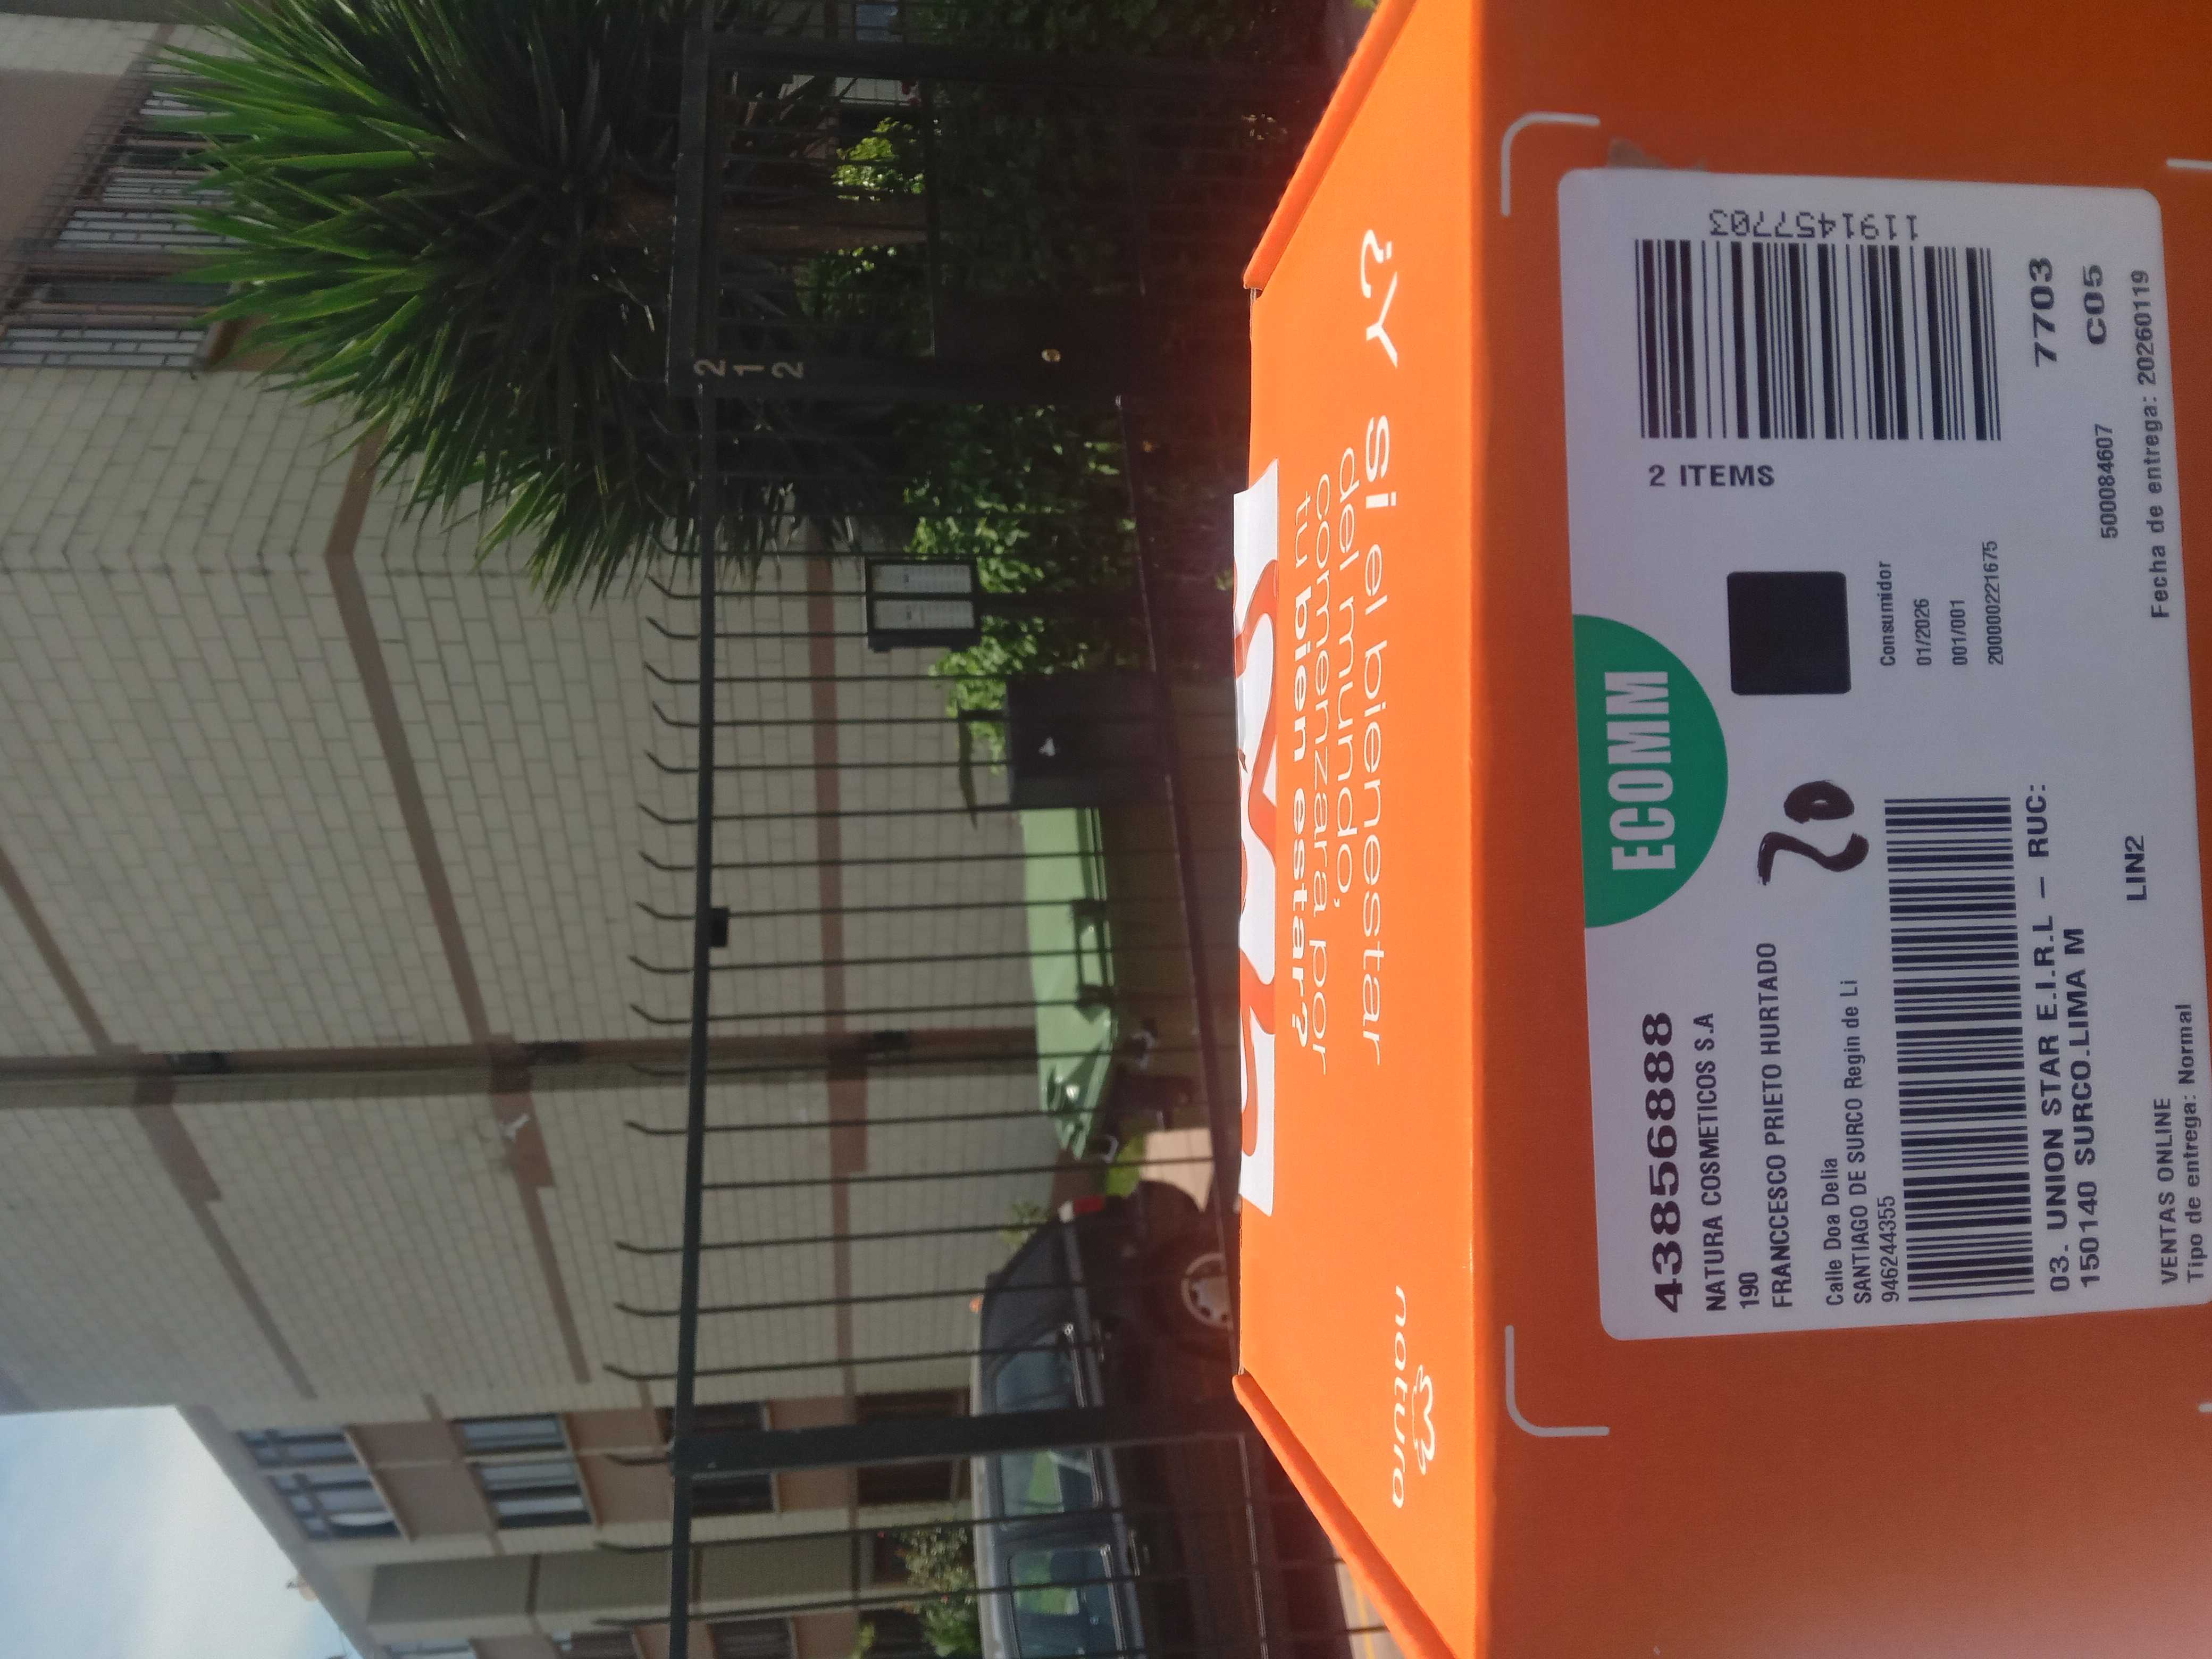 2
1
2
¿Y si el bienestar
del mundo,
comenzara por
tu bien estar?
natura
43856888
NATURA COSMETICOS S.A
190
FRANCCESCO PRIETO HURTADO
Calle Doa Delia
SANTIAGO DE SURCO Regin de Li
946244355
ECOMM
20
2 ITEMS
1191457703
Consumidor
01/2026
001/001
2000002221675
7703
C05
03. UNION STAR E.I.R.L – RUC:
150140 SURCO.LIMA M
LIN2
500084607
VENTAS ONLINE
Tipo de entrega: Normal
Fecha de entrega: 20260119